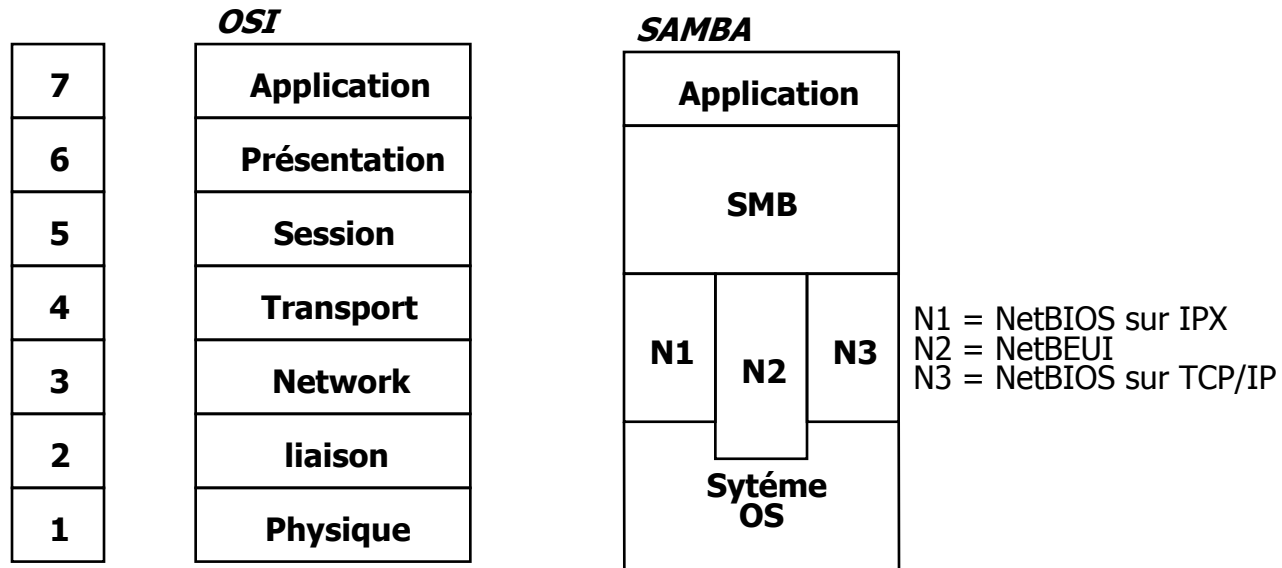 OSI
7
Application
6
Présentation
5
Session
4
Transport
3
Network
2
liaison
1
Physique
SAMBA
Application
SMB
N1
N2
N3
Sytéme
OS
N1 = NetBIOS sur IPX
N2 = NetBEUI
N3 = NetBIOS sur TCP/IP